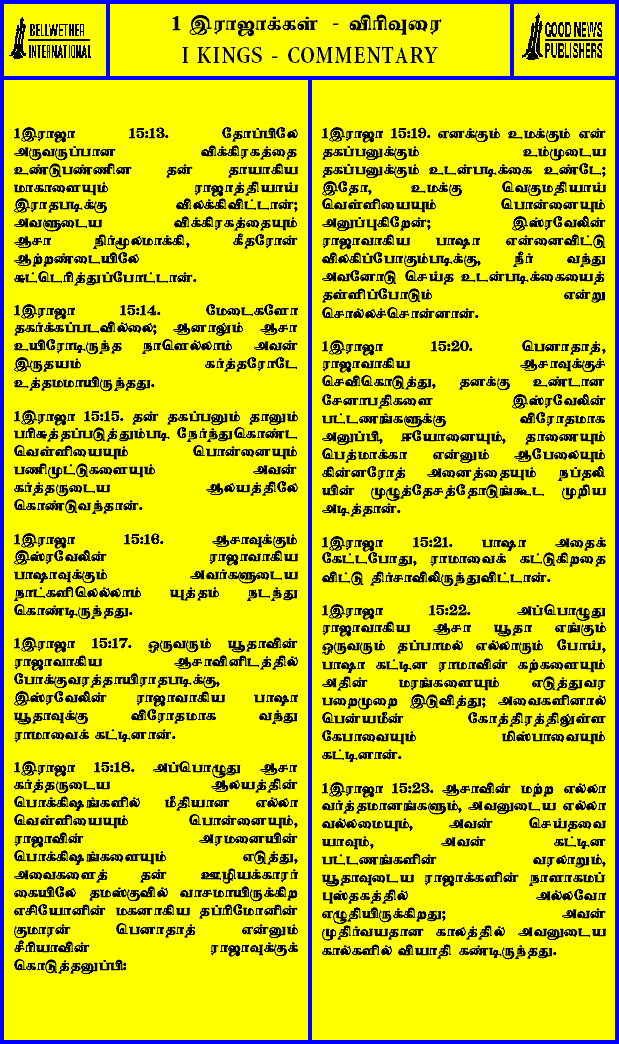 BELLWETHER
INTERNATIONAL
1 இராஜாக்கள் - விரிவுரை
I KINGS - COMMENTARY
GOOD NEWS
PUBLISHERS
1இராஜா 15:13. தோப்பிலே
அருவருப்பான விக்கிரகத்தை
உண்டுபண்ணின தன் தாயாகிய
மாகாளையும் ராஜாத்தியாய்
இராதபடிக்கு விலக்கிவிட்டான்;
அவளுடைய விக்கிரகத்தையும்
ஆசா நிர்மூலமாக்கி, கீதரோன்
ஆற்றண்டையிலே
சுட்டெரித்துப்போட்டான்.
1இராஜா 15:14. மேடைகளோ
தகர்க்கப்படவில்லை; ஆனாலும் ஆசா
உயிரோடிருந்த நாளெல்லாம் அவன்
இருதயம் கர்த்தரோடே
உத்தமமாயிருந்தது.
1இராஜா 15:15. தன் தகப்பனும் தானும்
பரிசுத்தப்படுத்தும்படி நேர்ந்துகொண்ட
வெள்ளியையும் பொன்னையும்
பணிமுட்டுகளையும் அவன்
கர்த்தருடைய ஆலயத்திலே
கொண்டுவந்தான்.
1இராஜா 15:16. ஆசாவுக்கும்
இஸ்ரவேலின் ராஜாவாகிய
பாஷாவுக்கும் அவர்களுடைய
நாட்களிலெல்லாம் யுத்தம் நடந்து
கொண்டிருந்தது.
1இராஜா 15:17. ஒருவரும் யூதாவின்
ராஜாவாகிய ஆசாவினிடத்தில்
போக்குவரத்தாயிராதபடிக்கு,
இஸ்ரவேலின் ராஜாவாகிய பாஷா
யூதாவுக்கு விரோதமாக வந்து
ராமாவைக் கட்டினான்.
1இராஜா 15:18. அப்பொழுது ஆசா
கர்த்தருடைய ஆலயத்தின்
பொக்கிஷங்களில் மீதியான எல்லா
வெள்ளியையும் பொன்னையும்,
ராஜாவின் அரமனையின்
பொக்கிஷங்களையும் எடுத்து,
அவைகளைத் தன் ஊழியக்காரர்
கையிலே தமஸ்குவில் வாசமாயிருக்கிற
எசியோனின் மகனாகிய தப்ரிமோனின்
குமாரன் பெனாதாத் என்னும்
சீரியாவின் ராஜாவுக்குக்
கொடுத்தனுப்பி:
1இராஜா 15:19. எனக்கும் உமக்கும் என்
தகப்பனுக்கும் உம்முடைய
தகப்பனுக்கும் உடன்படிக்கை உண்டே;
இதோ, உமக்கு வெகுமதியாய்
வெள்ளியையும் பொன்னையும்
அனுப்புகிறேன்; இஸ்ரவேலின்
ராஜாவாகிய பாஷா என்னைவிட்டு
விலகிப்போகும்படிக்கு, நீர் வந்து
அவனோடு செய்த உடன்படிக்கையைத்
தள்ளிப்போடும் என்று
சொல்லச்சொன்னான்.
1இராஜா 15:20. பெனாதாத்,
ராஜாவாகிய ஆசாவுக்குச்
செவிகொடுத்து, தனக்கு உண்டான
சேனாபதிகளை இஸ்ரவேலின்
பட்டணங்களுக்கு விரோதமாக
அனுப்பி, ஈயோனையும், தாணையும்
பெத்மாக்கா என்னும் ஆபேலையும்
கின்னரோத் அனைத்தையும் நப்தலி
யின் முழுத்தேசத்தோடுங்கூட முறிய
அடித்தான்.
1இராஜா 15:21. பாஷா அதைக்
கேட்டபோது, ராமாவைக் கட்டுகிறதை
விட்டு திர்சாவிலிருந்துவிட்டான்.
1இராஜா 15:22. அப்பொழுது
ராஜாவாகிய ஆசா யூதா எங்கும்
ஒருவரும் தப்பாமல் எல்லாரும் போய்,
பாஷா கட்டின ராமாவின் கற்களையும்
அதின் மரங்களையும் எடுத்துவர
பறைமுறை இடுவித்து; அவைகளினால்
பென்யமீன் கோத்திரத்திலுள்ள
கேபாவையும் மிஸ்பாவையும்
கட்டினான்.
1இராஜா 15:23. ஆசாவின் மற்ற எல்லா
வர்த்தமானங்களும், அவனுடைய எல்லா
வல்லமையும், அவன் செய்தவை
யாவும், அவன் கட்டின
பட்டணங்களின் வரலாறும்,
யூதாவுடைய ராஜாக்களின் நாளாகமப்
புஸ்தகத்தில் அல்லவோ
எழுதியிருக்கிறது; அவன்
முதிர்வயதான காலத்தில் அவனுடைய
கால்களில் வியாதி கண்டிருந்தது.